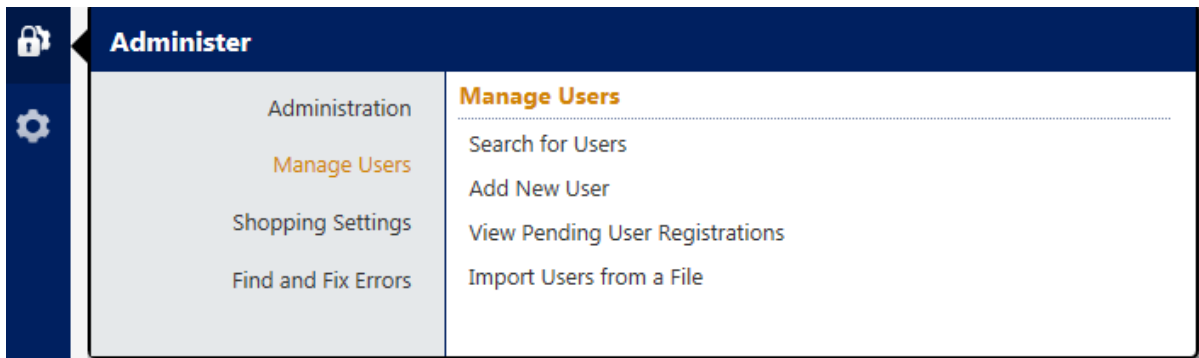 Administer
Administration
Manage Users
Shopping Settings
Find and Fix Errors
Manage Users
Search for Users
Add New User
View Pending User Registrations
Import Users from a File